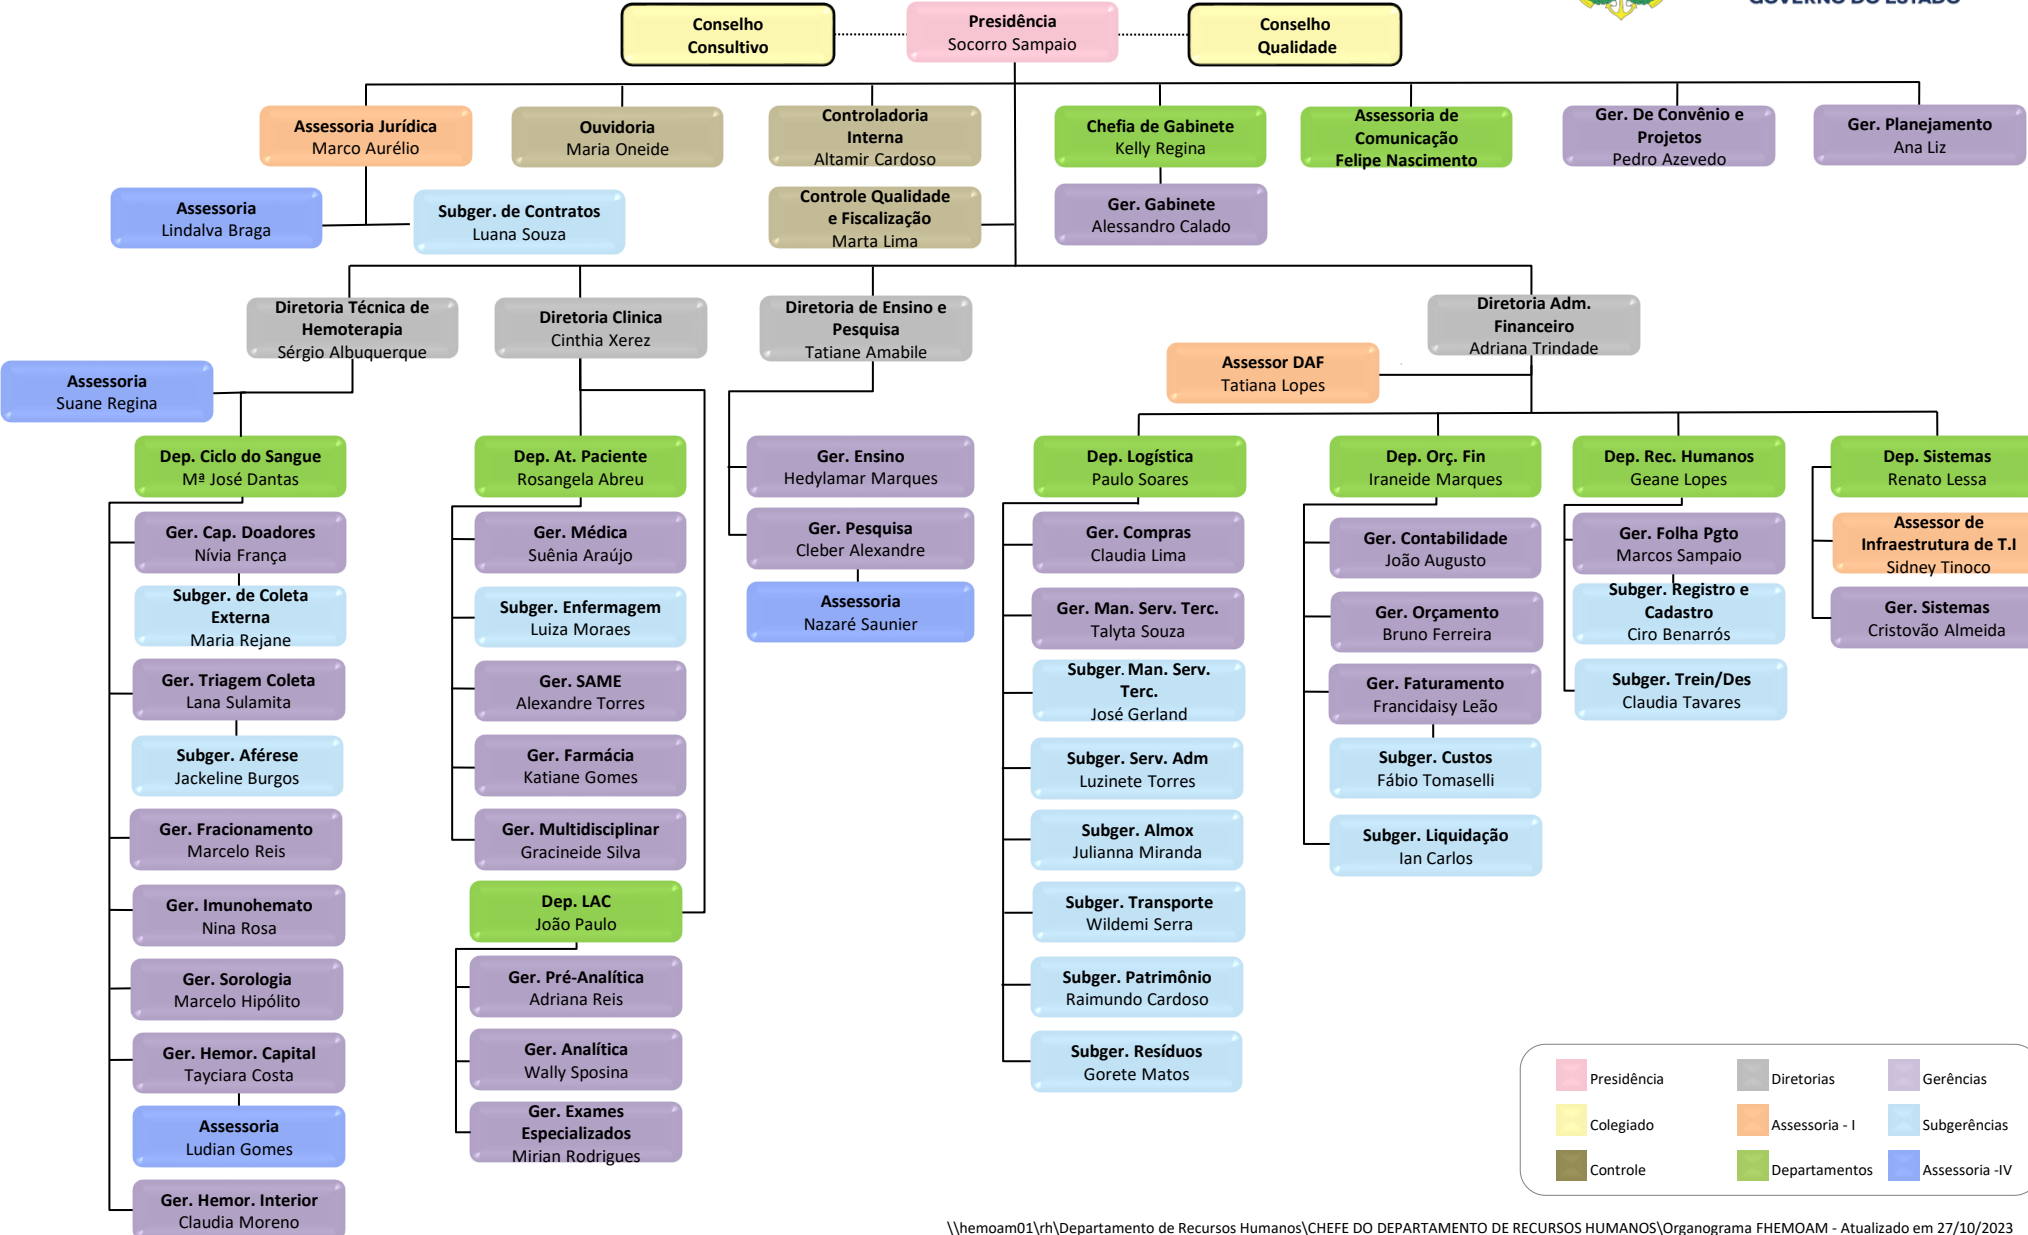 GOVERNO DO ESTADO
Conselho
Consultivo
Presidência
Socorro Sampaio
Conselho
Qualidade
Assessoria Jurídica
Marco Aurélio
Ouvidoria
Maria Oneide
Controladoria
Interna
Altamir Cardoso
Chefia de Gabinete
Kelly Regina
Assessoria de
Comunicação
Felipe Nascimento
Ger. De Convênio e
Projetos
Pedro Azevedo
Ger. Planejamento
Ana Liz
Assessoria
Lindalva Braga
Subger. de Contratos
Luana Souza
Controle Qualidade
e Fiscalização
Marta Lima
Ger. Gabinete
Alessandro Calado
Diretoria Técnica de
Hemoterapia
Sérgio Albuquerque
Diretoria Clinica
Cinthia Xerez
Diretoria de Ensino e
Pesquisa
Tatiane Amabile
Diretoria Adm.
Financeiro
Adriana Trindade
Assessor DAF
Tatiana Lopes
Assessoria
Suane Regina
Dep. Ciclo do Sangue
Mª José Dantas
Ger. Cap. Doadores
Nívia França
Subger. de Coleta
Externa
Maria Rejane
Ger. Triagem Coleta
Lana Sulamita
Subger. Aférese
Jackeline Burgos
Ger. Fracionamento
Marcelo Reis
Ger. Imunohemato
Nina Rosa
Ger. Sorologia
Marcelo Hipólito
Ger. Hemor. Capital
Tayciara Costa
Assessoria
Ludian Gomes
Ger. Hemor. Interior
Claudia Moreno
Dep. At. Paciente
Rosangela Abreu
Ger. Médica
Suênia Araújo
Subger. Enfermagem
Luiza Moraes
Ger. SAME
Alexandre Torres
Ger. Farmácia
Katiane Gomes
Ger. Multidisciplinar
Gracineide Silva
Dep. LAC
João Paulo
Ger. Pré-Analítica
Adriana Reis
Ger. Analítica
Wally Sposina
Ger. Exames
Especializados
Mirian Rodrigues
Ger. Ensino
Hedylamar Marques
Ger. Pesquisa
Cleber Alexandre
Assessoria
Nazaré Saunier
Dep. Logística
Paulo Soares
Ger. Compras
Claudia Lima
Ger. Man. Serv. Terc.
Talyta Souza
Subger. Man. Serv.
Terc.
José Gerland
Subger. Serv. Adm
Luzinete Torres
Subger. Almox
Julianna Miranda
Subger. Transporte
Wildemi Serra
Subger. Patrimônio
Raimundo Cardoso
Subger. Resíduos
Gorete Matos
Dep. Orç. Fin
Iraneide Marques
Ger. Contabilidade
João Augusto
Ger. Orçamento
Bruno Ferreira
Ger. Faturamento
Francidaisy Leão
Subger. Custos
Fábio Tomaselli
Subger. Liquidação
Ian Carlos
Dep. Rec. Humanos
Geane Lopes
Ger. Folha Pgto
Marcos Sampaio
Subger. Registro e
Cadastro
Ciro Benarrós
Subger. Trein/Des
Claudia Tavares
Dep. Sistemas
Renato Lessa
Assessor de
Infraestrutura de T.I
Sidney Tinoco
Ger. Sistemas
Cristovão Almeida
Presidência
Diretorias
Gerências
Colegiado
Assessoria - I
Subgerências
Controle
Departamentos
Assessoria -IV
\\hemoam01\rh\Departamento de Recursos Humanos\CHEFE DO DEPARTAMENTO DE RECURSOS HUMANOS\Organograma FHEMOAM - Atualizado em 27/10/2023